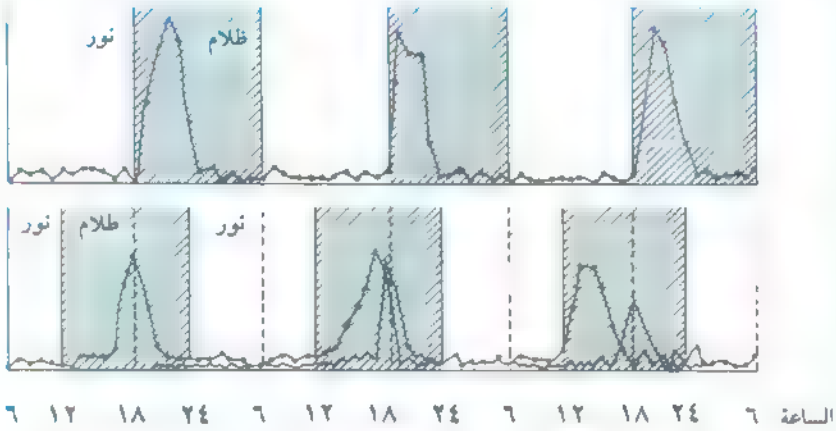 نور ظلام
نور ظلام نور
٦ ١٢ ١٨ ٢٤ ٦ ١٢ ١٨ ٢٤ ٦ ١٢ ١٨ ٢٤ ٦ الساعة